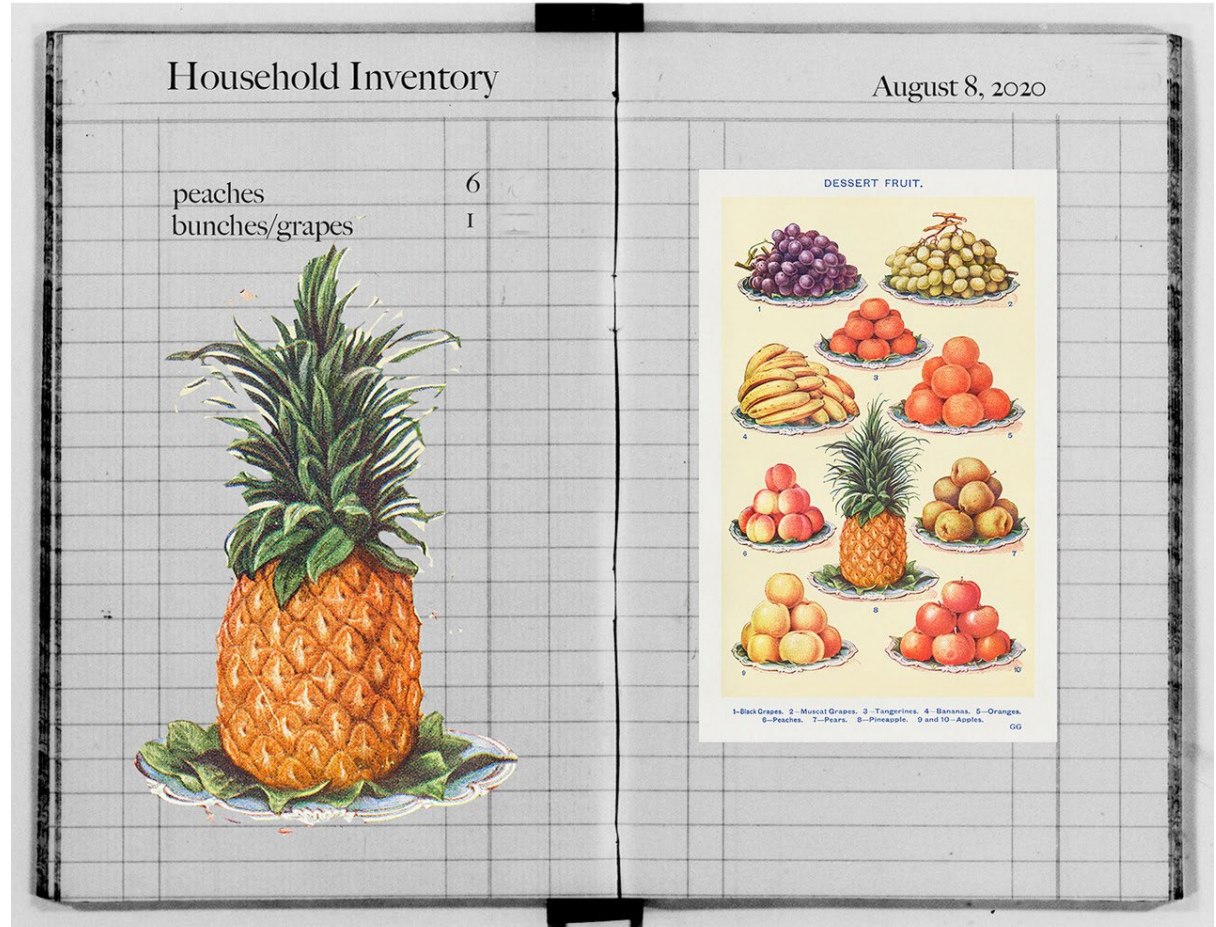 Household Inventory
August 8, 2020
peaches 6
bunches/grapes 1
DESSERT FRUIT.
1
2
3
4
5
6
7
8
9
10
1—Black Grapes. 2—Muscat Grapes. 3—Tangerines. 4—Bananas. 5—Oranges.
6—Peaches. 7—Pears. 8—Pineapple. 9 and 10—Apples.
GG